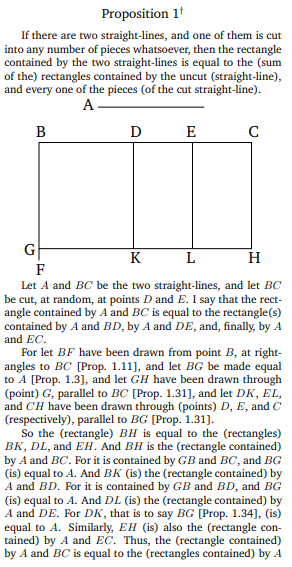 Proposition 1†
If there are two straight-lines, and one of them is cut
into any number of pieces whatsoever, then the rectangle
contained by the two straight-lines is equal to the (sum
of the) rectangles contained by the uncut (straight-line),
and every one of the pieces (of the cut straight-line).
A
B D E C
G K L H
F
Let A and BC be the two straight-lines, and let BC
be cut, at random, at points D and E. I say that the rect-
angle contained by A and BC is equal to the rectangle(s)
contained by A and BD, by A and DE, and, finally, by A
and EC.
For let BF have been drawn from point B, at right-
angles to BC [Prop. 1.11], and let BG be made equal
to A [Prop. 1.3], and let GH have been drawn through
(point) G, parallel to BC [Prop. 1.31], and let DK, EL,
and CH have been drawn through (points) D, E, and C
(respectively), parallel to BG [Prop. 1.31].
So the (rectangle) BH is equal to the (rectangles)
BK, DL, and EH. And BH is the (rectangle contained)
by A and BC. For it is contained by GB and BC, and BG
(is) equal to A. And BK (is) the (rectangle contained) by
A and BD. For it is contained by GB and BD, and BG
(is) equal to A. And DL (is) the (rectangle contained) by
A and DE. For DK, that is to say BG [Prop. 1.34], (is)
equal to A. Similarly, EH (is) also the (rectangle con-
tained) by A and EC. Thus, the (rectangle contained)
by A and BC is equal to the (rectangles contained) by A